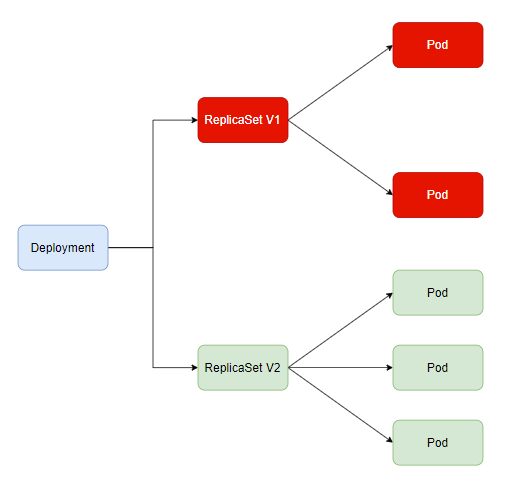 Pod
ReplicaSet V1
Pod
Deployment
Pod
ReplicaSet V2
Pod
Pod